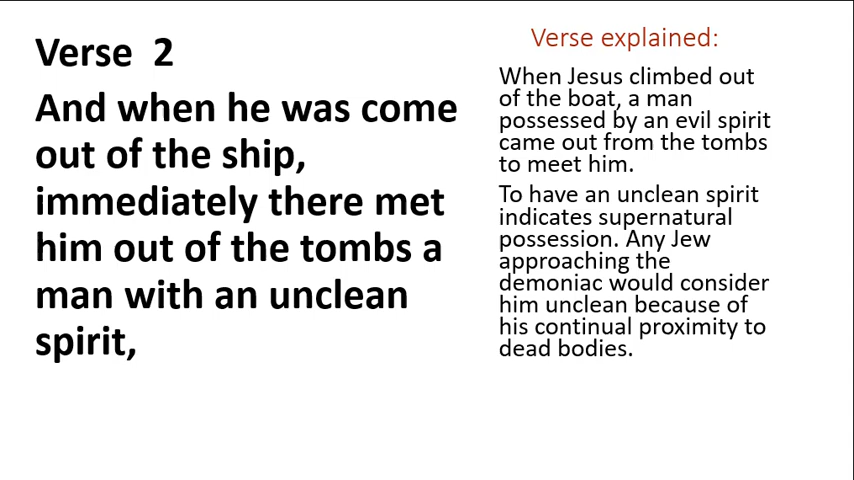 Verse  2
And when he was come
out of the ship,
immediately there met
him out of the tombs a
man with an unclean
spirit,
Verse explained:
When Jesus climbed out
of the boat, a man
possessed by an evil spirit
came out from the tombs
to meet him.
To have an unclean spirit
indicates supernatural
possession. Any Jew
approaching the
demoniac would consider
him unclean because of
his continual proximity to
dead bodies.